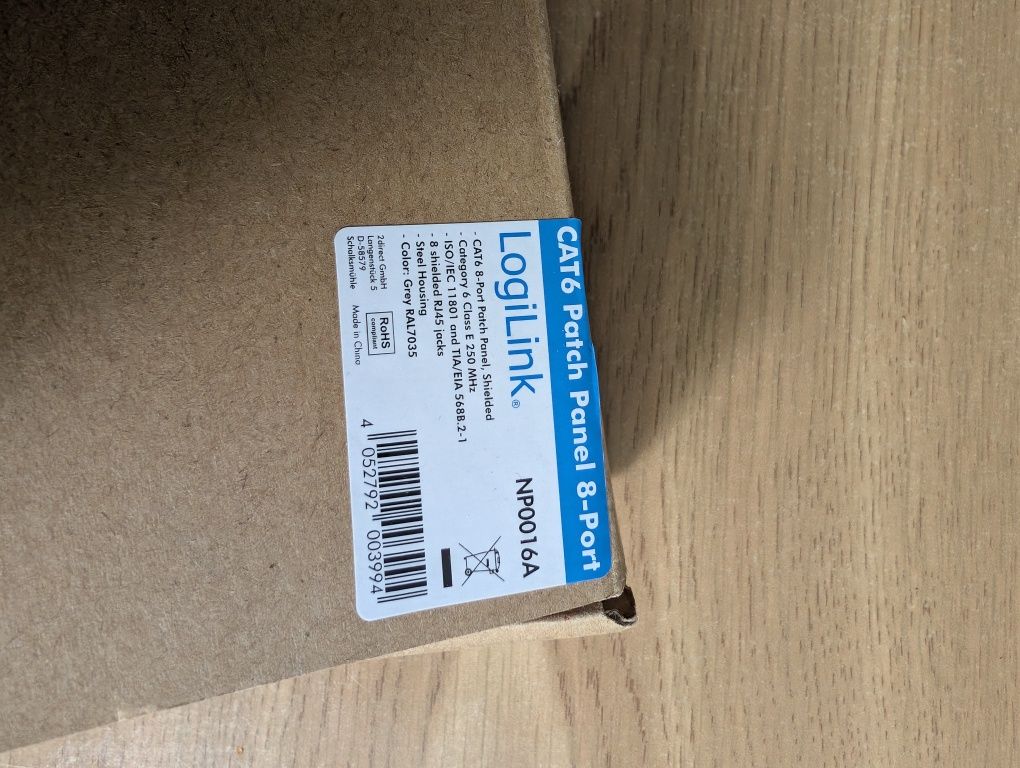 CAT6 Patch Panel 8-Port
LogiLink®
NP0016A
- CAT6 8-Port Patch Panel, Shielded
- Category 6 Class E 250 MHz
- ISO/IEC 11801 and TIA/EIA 568B.2-1
- 8 shielded RJ45 jacks
- Steel Housing
Color: Grey RAL7035
2direct GmbH
Langenstück 5
D-58579
Schalksmühle
RoHS
compliant
Made in China
4 052792 003994